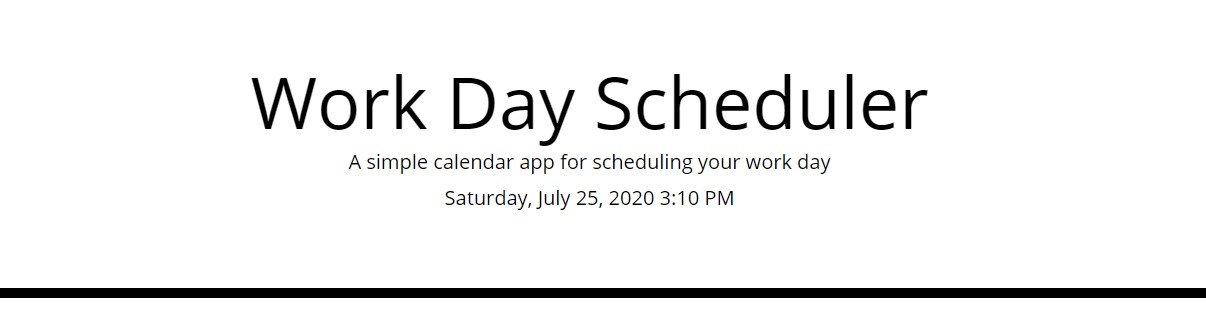 Work Day Scheduler
A simple calendar app for scheduling your work day
Saturday, July 25, 2020 3:10 PM